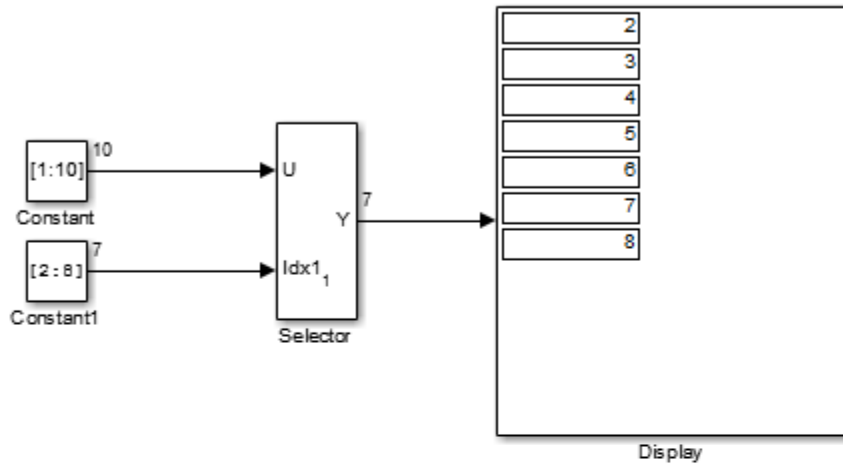 [1:10]
10
Constant
[2:8]
7
Constant1
U
Idx1 1
Y
Selector
7
2
3
4
5
6
7
8
Display